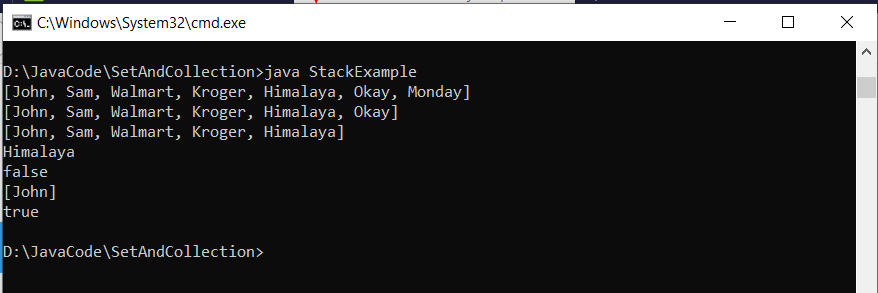 C:\Windows\System32\cmd.exe
D:\JavaCode\SetAndCollection>java StackExample
[John, Sam, Walmart, Kroger, Himalaya, Okay, Monday]
[John, Sam, Walmart, Kroger, Himalaya, Okay]
[John, Sam, Walmart, Kroger, Himalaya]
Himalaya
false
[John]
true
D:\JavaCode\SetAndCollection>